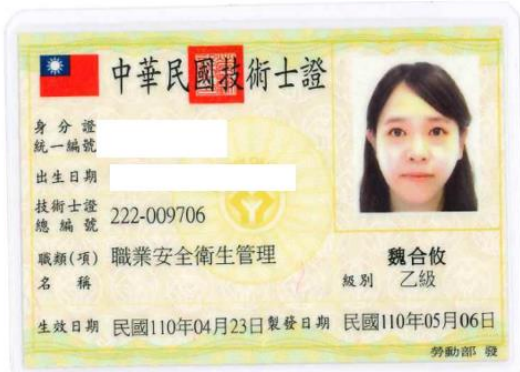 中華民國技術士證
身分證
統一編號
出生日期
技術士證
總編號 222-009706
職類(項)
名稱 職業安全衛生管理
魏合攸
級別 乙級
生效日期 民國110年04月23日 製發日期 民國110年05月06日
勞動部 發